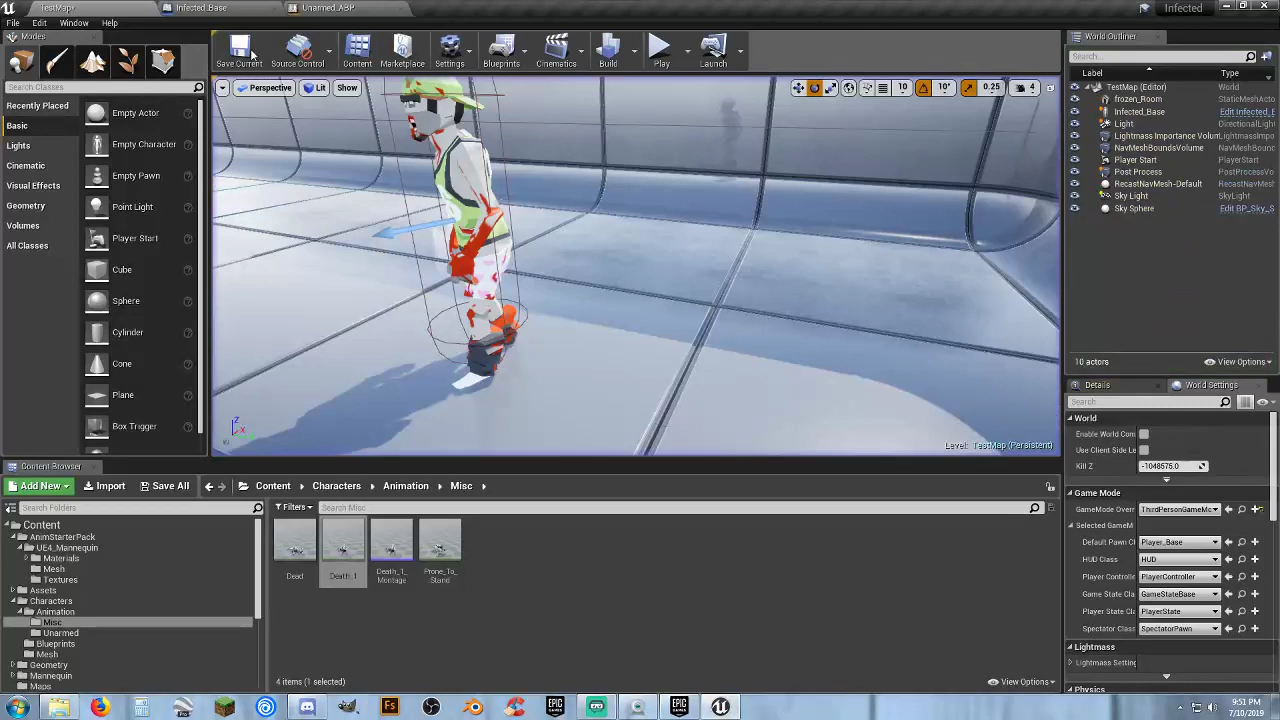 TestMap•
Infected_Base
Unarmed_ABP
Infected
File Edit Window Help
Modes
Search Classes
Recently Placed
Basic
Lights
Cinematic
Visual Effects
Geometry
Volumes
All Classes
Empty Actor
Empty Character
Empty Pawn
Point Light
Player Start
Cube
Sphere
Cylinder
Cone
Plane
Box Trigger
Save Current
Source Control
Content
Marketplace
Settings
Blueprints
Cinematics
Build
Play
Launch
Perspective Lit Show
10 10° 0.25 4
Level: TestMap (Persistent)
World Outliner
Search...
Label Type
TestMap (Editor) World
frozen_Room StaticMeshActo
Infected_Base Edit Infected_E
Light DirectionalLigh
Lightmass Importance Volum LightmassImpo
NavMeshBoundsVolume NavMeshBound
Player Start PlayerStart
Post Process PostProcessVo
RecastNavMesh-Default RecastNavMesh
Sky Light SkyLight
Sky Sphere Edit BP_Sky_S
10 actors View Options
Details World Settings
Search
World
Enable World Com
Use Client Side Le
Kill Z -1048575.0
Game Mode
GameMode Overr ThirdPersonGameMo
Selected GameM
Default Pawn Cl Player_Base
HUD Class HUD
Player Controlle PlayerController
Game State Cla GameStateBase
Player State Cla PlayerState
Spectator Class SpectatorPawn
Lightmass
Lightmass Setting
Physics
Content Browser
Add New Import Save All Content Characters Animation Misc
Search Folders
Filters Search Misc
Content
AnimStarterPack
UE4_Mannequin
Materials
Mesh
Textures
Assets
Characters
Animation
Misc
Unarmed
Blueprints
Mesh
Geometry
Mannequin
Maps
Dead
Death_1
Death_1_
Montage
Prone_To_
Stand
4 items (1 selected) View Options
9:51 PM
7/10/2019